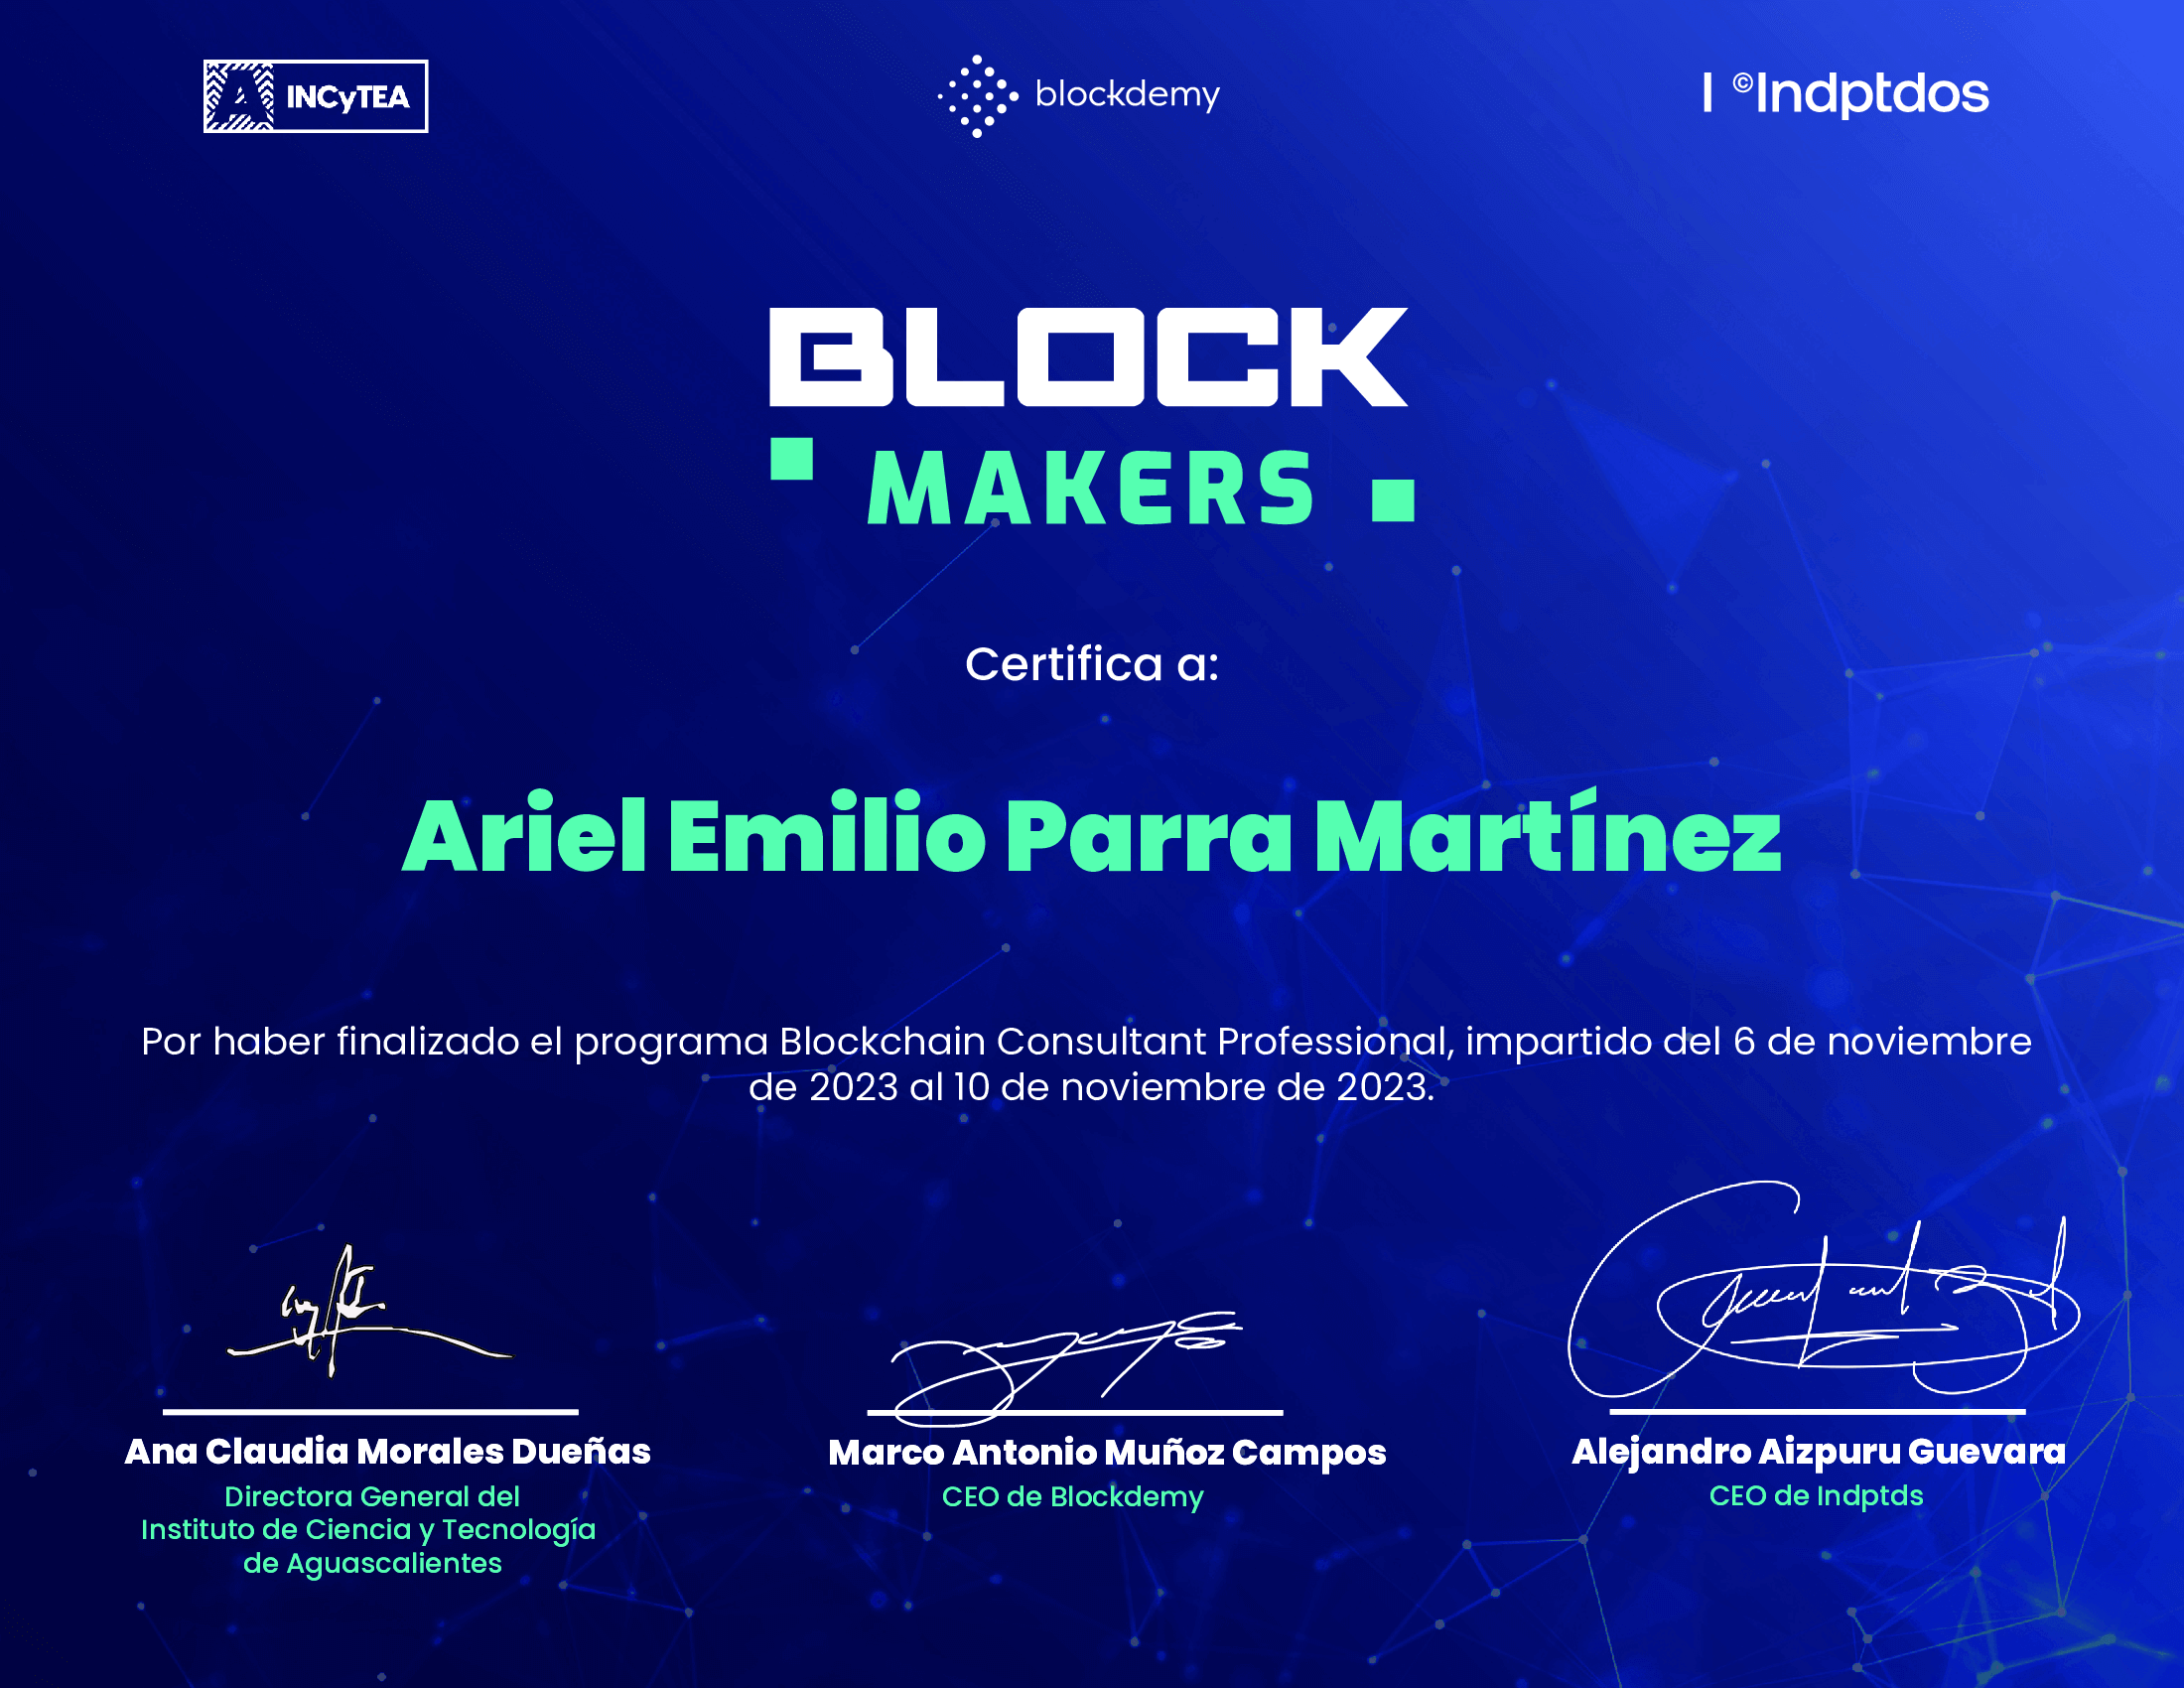 INCyTEA
blockdemy
I ©Indptdos
BLOCK
MAKERS
Certifica a:
Ariel Emilio Parra Martínez
Por haber finalizado el programa Blockchain Consultant Professional, impartido del 6 de noviembre
de 2023 al 10 de noviembre de 2023.
Ana Claudia Morales Dueñas
Directora General del
Instituto de Ciencia y Tecnología
de Aguascalientes
Marco Antonio Muñoz Campos
CEO de Blockdemy
Alejandro Aizpuru Guevara
CEO de Indptds